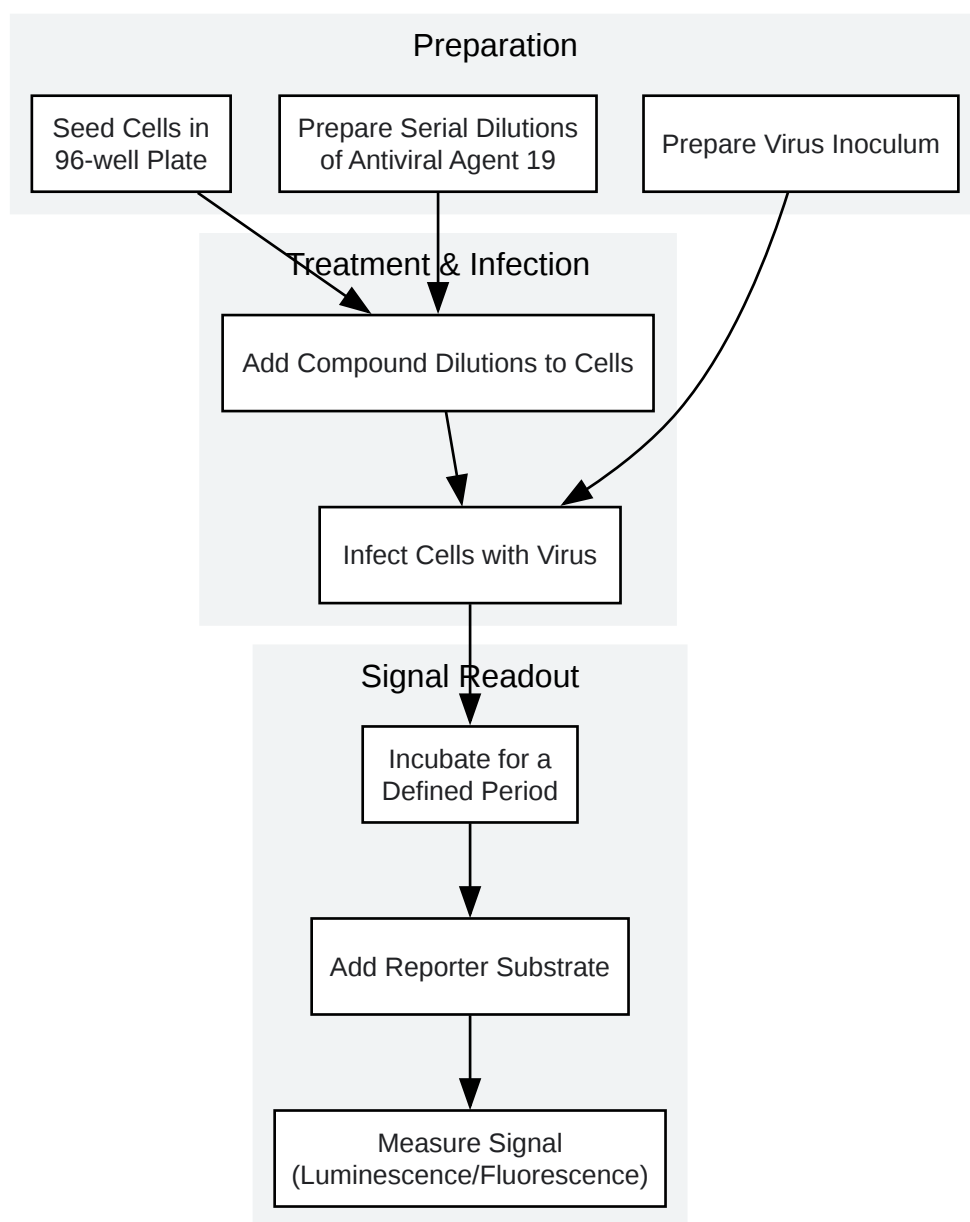 Preparation
Seed Cells in
96-well Plate
Prepare Serial Dilutions
of Antiviral Agent 19
Prepare Virus Inoculum
Treatment & Infection
Add Compound Dilutions to Cells
Infect Cells with Virus
Signal Readout
Incubate for a
Defined Period
Add Reporter Substrate
Measure Signal
(Luminescence/Fluorescence)